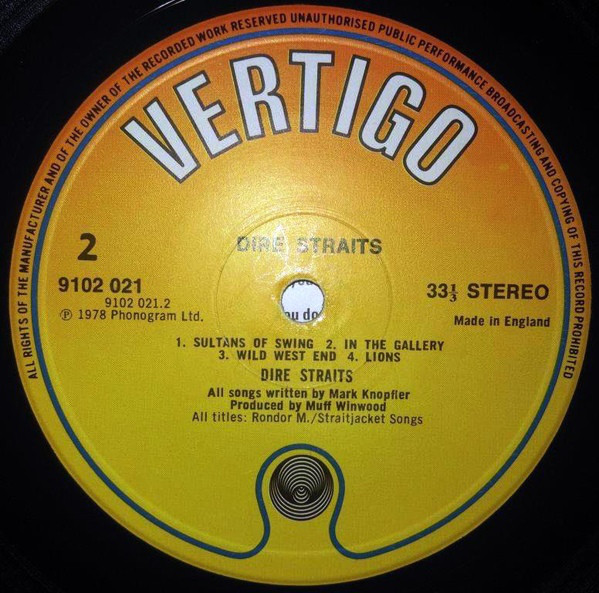 ALL RIGHTS OF THE MANUFACTURER AND OF THE OWNER OF THE RECORDED WORK RESERVED UNAUTHORISED PUBLIC PERFORMANCE BROADCASTING AND COPYING OF THIS RECORD PROHIBITED
VERTIGO
2
DIRE STRAITS
9102 021
33⅓ STEREO
9102 021.2
℗ 1978 Phonogram Ltd.
Made in England
you
ou do
1. SULTANS OF SWING 2. IN THE GALLERY
3. WILD WEST END 4. LIONS
DIRE STRAITS
All songs written by Mark Knopfler
Produced by Muff Winwood
All titles: Rondor M./Straitjacket Songs